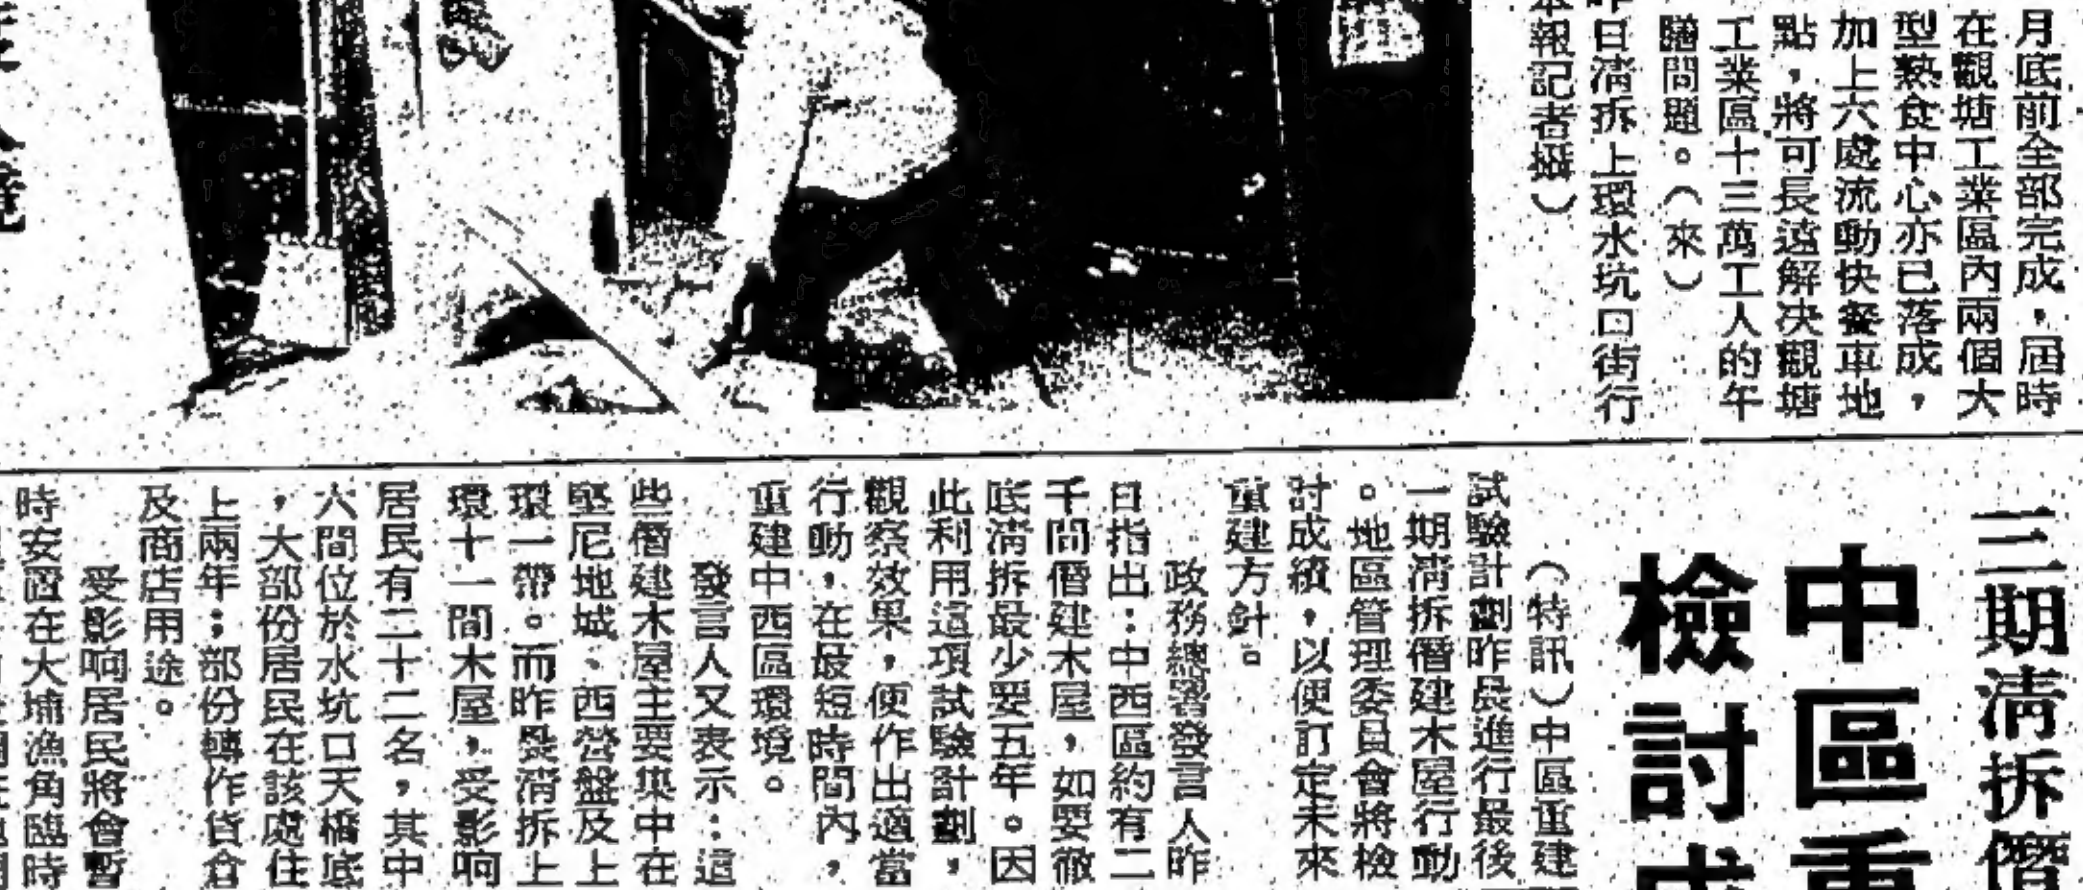 月底前全部完成，屆時
在觀塘工業區內兩個大
型熟食中心亦已落成，
加上六處流動快餐車地
點，將可長遠解決觀塘
工業區十三萬工人的午
膳問題。（來）
昨日清拆上環水坑口街行
本報記者攝）
三期清拆僭
中區重
檢討成
（特訊）中區重建
試驗計劃昨晨進行最後
一期清拆僭建木屋行動
。地區管理委員會將檢
討成績，以便訂定未來
重建方針。
政務總署發言人昨
日指出：中西區約有二
千間僭建木屋，如要徹
底清拆最少要五年。因
此利用這項試驗計劃，
觀察效果，便作出適當
行動，在最短時間內，
重建中西區環境。
發言人又表示：這
些僭建木屋主要集中在
堅尼地城、西營盤及上
環一帶。而昨晨清拆上
環十一間木屋，受影响
居民有三十二名，其中
六間位於水坑口天橋底
，大部份居民在該處住
上兩年；部份轉作貨倉
及商店用途。
受影响居民將會暫
時安置在大埔漁角臨時